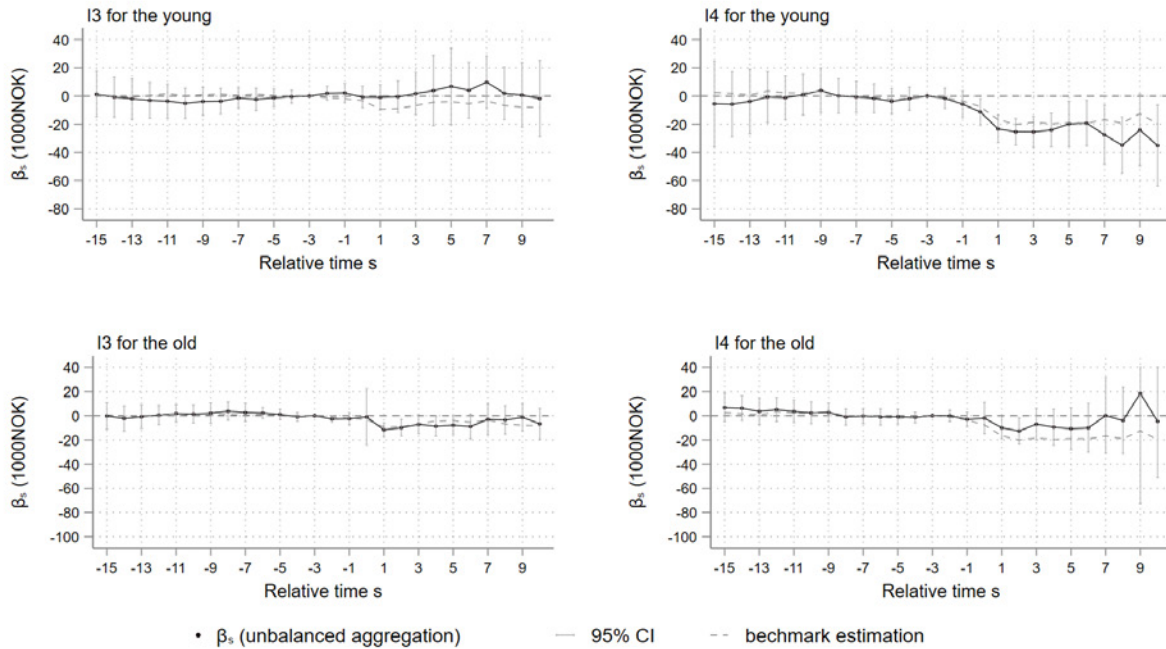 I3 for the young
I4 for the young
βₛ (1000NOK)
40
20
0
-20
-40
-60
-80
-15 -13 -11 -9 -7 -5 -3 -1 1 3 5 7 9
Relative time s
βₛ (1000NOK)
40
20
0
-20
-40
-60
-80
-15 -13 -11 -9 -7 -5 -3 -1 1 3 5 7 9
Relative time s
I3 for the old
I4 for the old
βₛ (1000NOK)
40
20
0
-20
-40
-60
-80
-100
-15 -13 -11 -9 -7 -5 -3 -1 1 3 5 7 9
Relative time s
βₛ (1000NOK)
40
20
0
-20
-40
-60
-80
-100
-15 -13 -11 -9 -7 -5 -3 -1 1 3 5 7 9
Relative time s
βₛ (unbalanced aggregation) 95% CI bechmark estimation